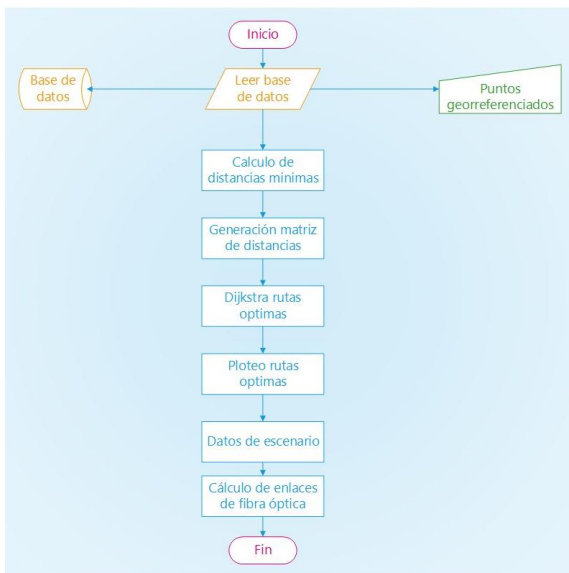 Inicio
Base de
datos
Leer base
de datos
Puntos
georreferenciados
Calculo de
distancias minimas
Generación matriz
de distancias
Dijkstra rutas
optimas
Ploteo rutas
optimas
Datos de escenario
Cálculo de enlaces
de fibra óptica
Fin